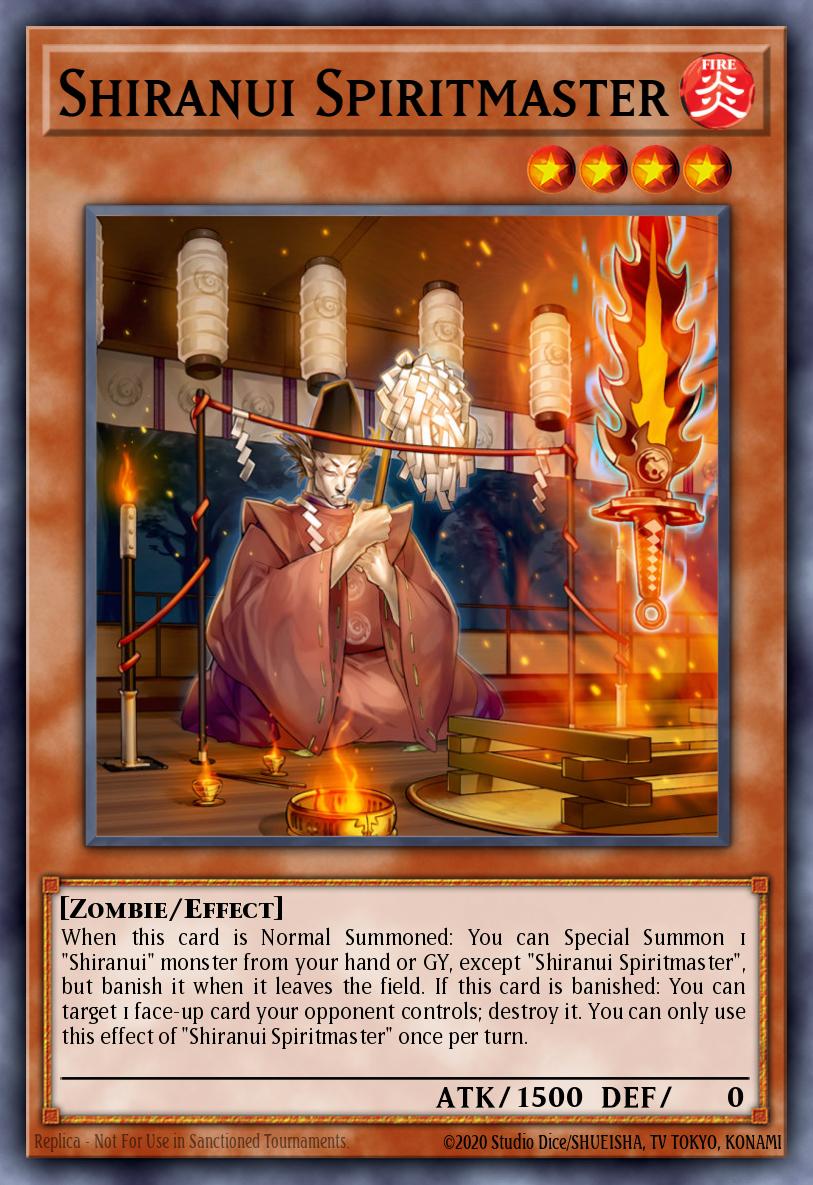 Shiranui Spiritmaster
FIRE
炎
[Zombie/Effect]
When this card is Normal Summoned: You can Special Summon 1
"Shiranui" monster from your hand or GY, except "Shiranui Spiritmaster",
but banish it when it leaves the field. If this card is banished: You can
target 1 face-up card your opponent controls; destroy it. You can only use
this effect of "Shiranui Spiritmaster" once per turn.
ATK/1500 DEF/ 0
Replica - Not For Use in Sanctioned Tournaments.
©2020 Studio Dice/SHUEISHA, TV TOKYO, KONAMI